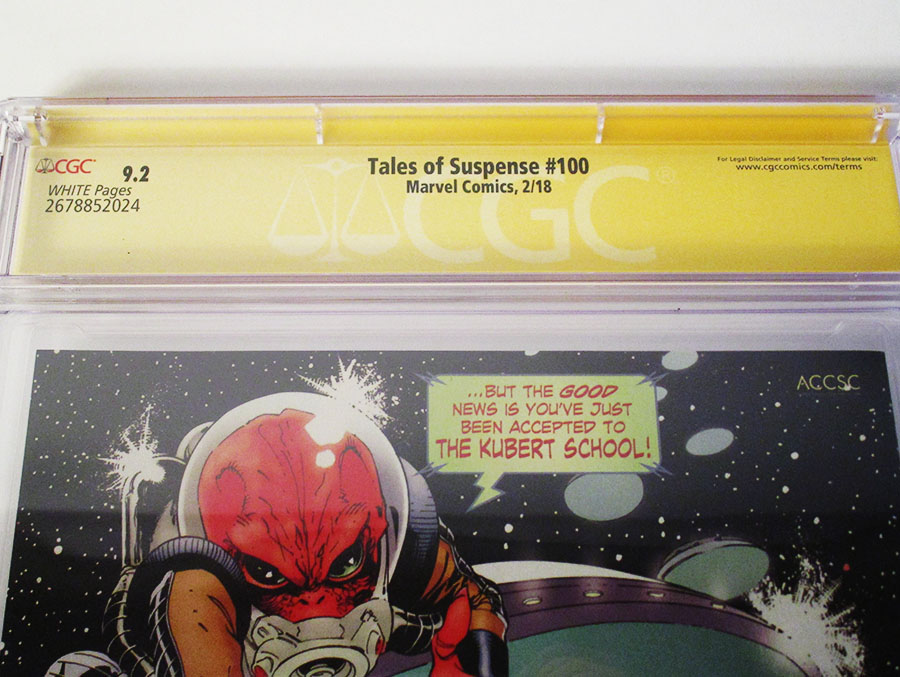 CGC
9.2
WHITE Pages
2678852024
Tales of Suspense #100
Marvel Comics, 2/18
For Legal Disclaimer and Service Terms please visit:
www.cgccomics.com/terms
CGC
ACCSC
...BUT THE GOOD
NEWS IS YOU'VE JUST
BEEN ACCEPTED TO
THE KUBERT SCHOOL!